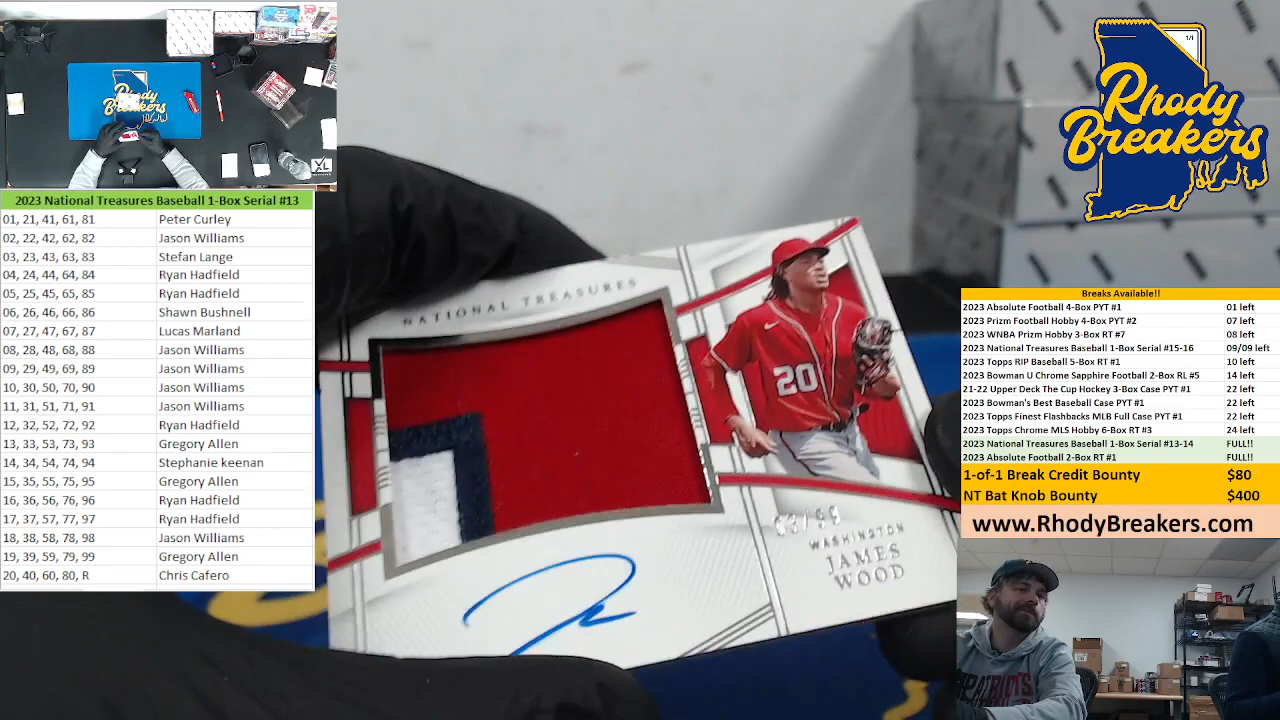 Rhody
Breakers
XL
2023 National Treasures Baseball 1-Box Serial #13
01, 21, 41, 61, 81 Peter Curley
02, 22, 42, 62, 82 Jason Williams
03, 23, 43, 63, 83 Stefan Lange
04, 24, 44, 64, 84 Ryan Hadfield
05, 25, 45, 65, 85 Ryan Hadfield
06, 26, 46, 66, 86 Shawn Bushnell
07, 27, 47, 67, 87 Lucas Marland
08, 28, 48, 68, 88 Jason Williams
09, 29, 49, 69, 89 Jason Williams
10, 30, 50, 70, 90 Jason Williams
11, 31, 51, 71, 91 Jason Williams
12, 32, 52, 72, 92 Ryan Hadfield
13, 33, 53, 73, 93 Gregory Allen
14, 34, 54, 74, 94 Stephanie keenan
15, 35, 55, 75, 95 Gregory Allen
16, 36, 56, 76, 96 Ryan Hadfield
17, 37, 57, 77, 97 Ryan Hadfield
18, 38, 58, 78, 98 Jason Williams
19, 39, 59, 79, 99 Gregory Allen
20, 40, 60, 80, R Chris Cafero
NATIONAL TREASURES
20
03/99
WASHINGTON
JAMES
WOOD
1/1
Rhody
Breakers
Breaks Available!!
2023 Absolute Football 4-Box PYT #1 01 left
2023 Prizm Football Hobby 4-Box PYT #2 07 left
2023 WNBA Prizm Hobby 3-Box RT #7 08 left
2023 National Treasures Baseball 1-Box Serial #15-16 09/09 left
2023 Topps RIP Baseball 5-Box RT #1 10 left
2023 Bowman U Chrome Sapphire Football 2-Box RL #5 14 left
21-22 Upper Deck The Cup Hockey 3-Box Case PYT #1 22 left
2023 Bowman's Best Baseball Case PYT #1 22 left
2023 Topps Finest Flashbacks MLB Full Case PYT #1 22 left
2023 Topps Chrome MLS Hobby 6-Box RT #3 24 left
2023 National Treasures Baseball 1-Box Serial #13-14 FULL!!
2023 Absolute Football 2-Box RT #1 FULL!!
1-of-1 Break Credit Bounty $80
NT Bat Knob Bounty $400
www.RhodyBreakers.com
PATRIOTS